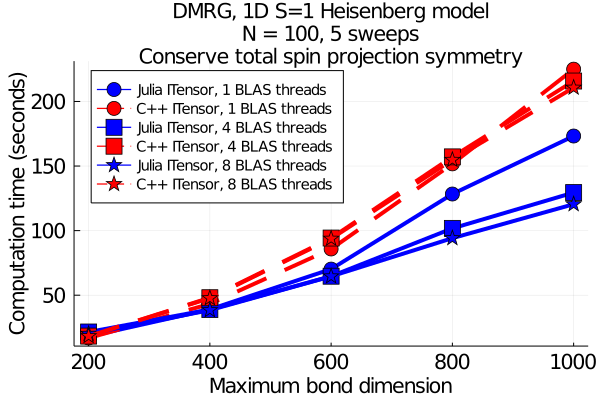 DMRG, 1D S=1 Heisenberg model
N = 100, 5 sweeps
Conserve total spin projection symmetry
Computation time (seconds)
200
150
100
50
Julia ITensor, 1 BLAS threads
C++ ITensor, 1 BLAS threads
Julia ITensor, 4 BLAS threads
C++ ITensor, 4 BLAS threads
Julia ITensor, 8 BLAS threads
C++ ITensor, 8 BLAS threads
200 400 600 800 1000
Maximum bond dimension